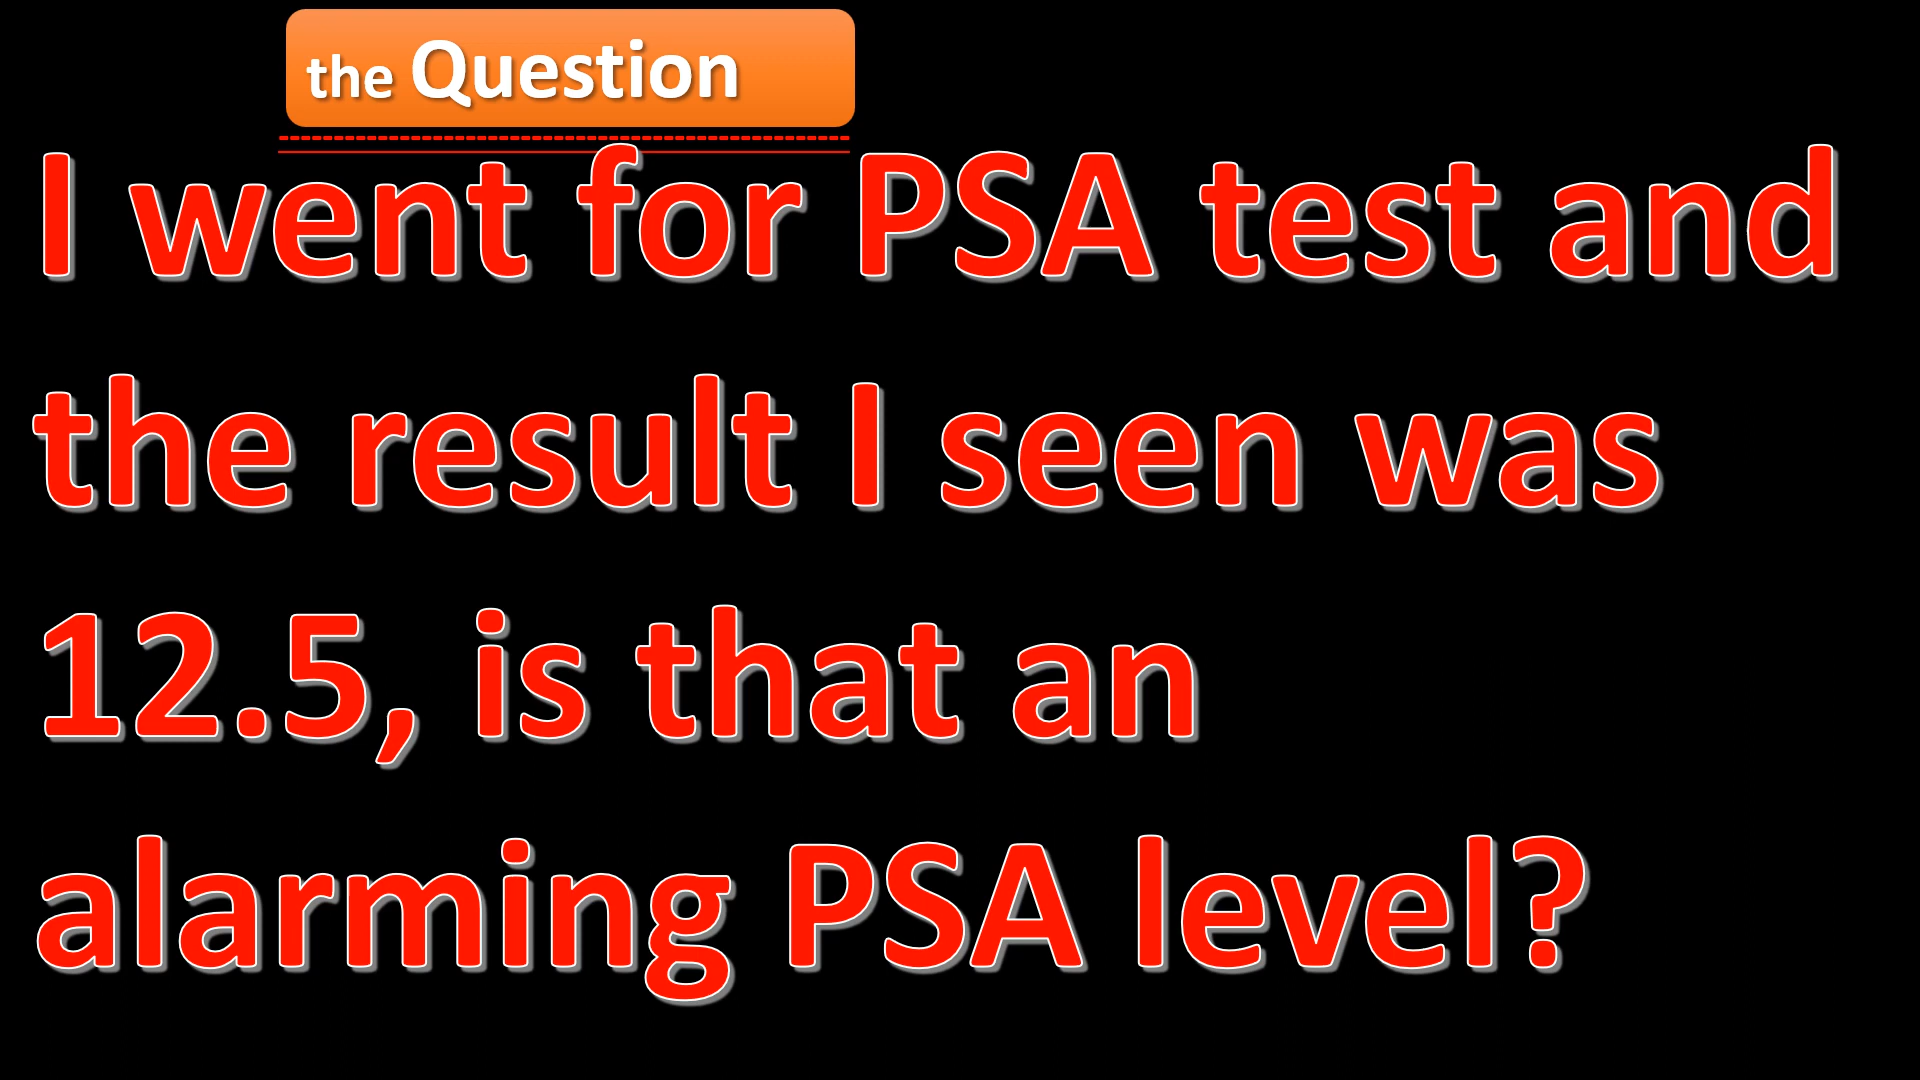 the Question
I went for PSA test and
the result I seen was
12.5, is that an
alarming PSA level?